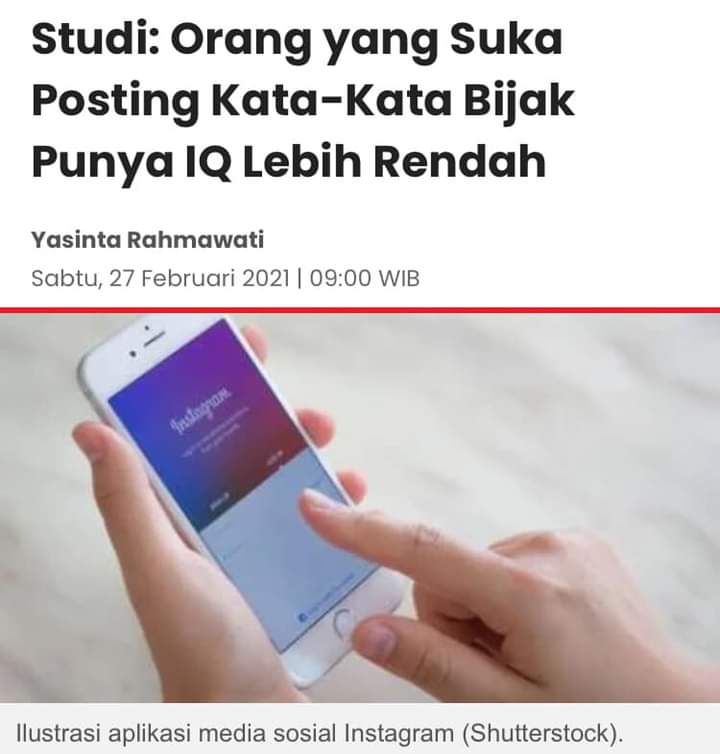 Studi: Orang yang Suka
Posting Kata-Kata Bijak
Punya IQ Lebih Rendah
Yasinta Rahmawati
Sabtu, 27 Februari 2021 | 09:00 WIB
Instagram
Ilustrasi aplikasi media sosial Instagram (Shutterstock).